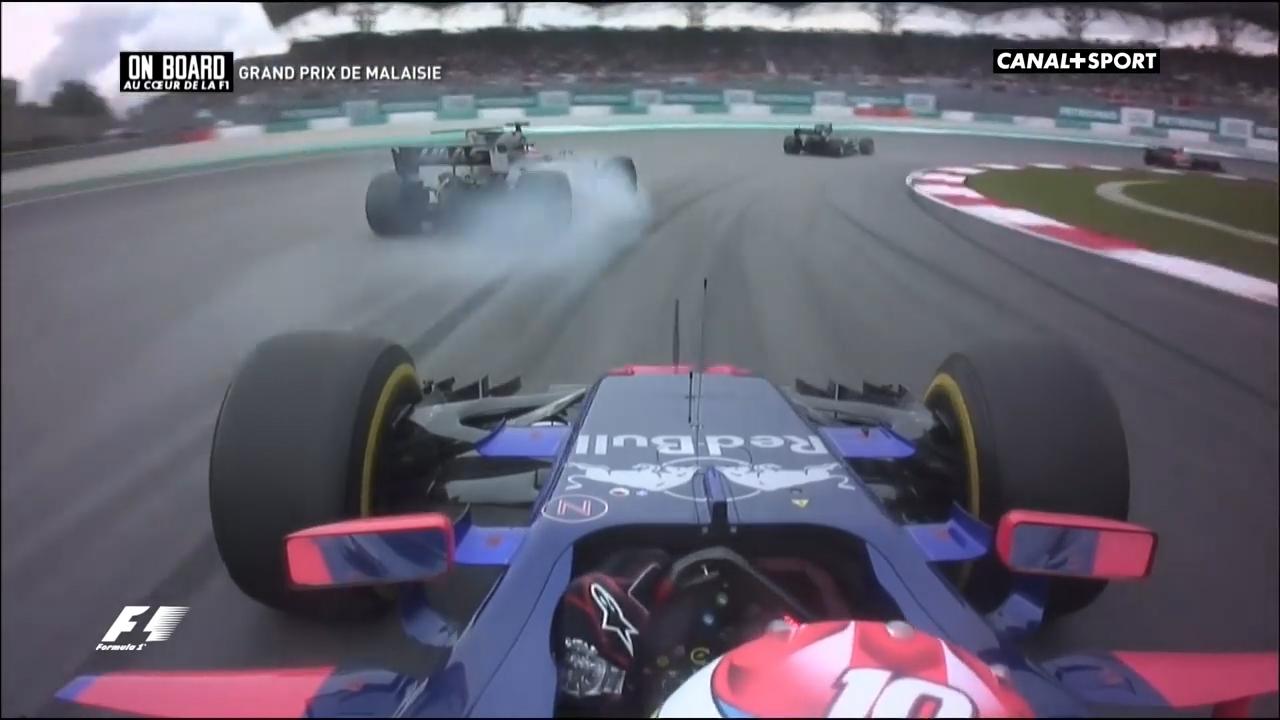 ON BOARD
AU CŒUR DE LA F1
GRAND PRIX DE MALAISIE
CANAL+SPORT
PETRONAS
Red Bull
10
F1
Formula 1